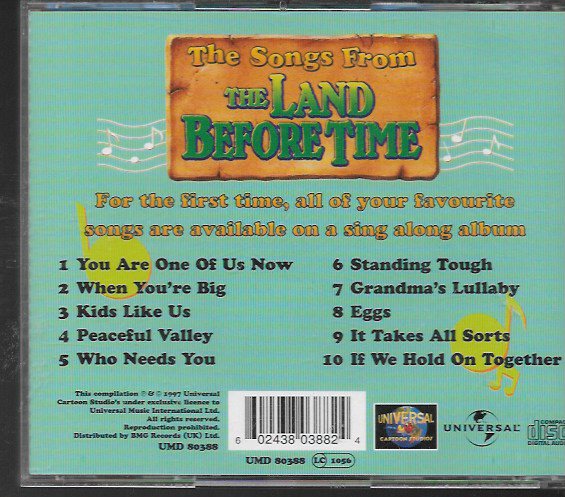 The Songs From
THE LAND
BEFORE TIME
For the first time, all of your favourite
songs are available on a sing along album
1 You Are One Of Us Now
2 When You're Big
3 Kids Like Us
4 Peaceful Valley
5 Who Needs You
6 Standing Tough
7 Grandma's Lullaby
8 Eggs
9 It Takes All Sorts
10 If We Hold On Together
This compilation ℗ & © 1997 Universal
Cartoon Studio's under exclusive licence to
Universal Music International Ltd.
All rights reserved.
Reproduction prohibited.
Distributed by BMG Records (UK) Ltd.
UMD 80388
6 02438 03882 4
UMD 80388 LC 1056
UNIVERSAL
CARTOON STUDIOS
UNIVERSAL
COMPACT
disc
DIGITAL AUDIO